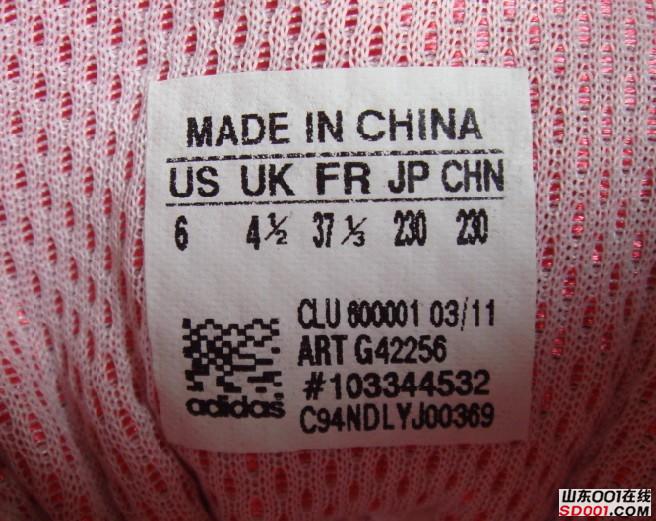 MADE IN CHINA
US UK FR JP CHN
6 4½ 37⅓ 230 230
CLU 600001 03/11
ART G42256
#103344532
C94NDLYJ00369
adidas
山东001在线
SD001.COM